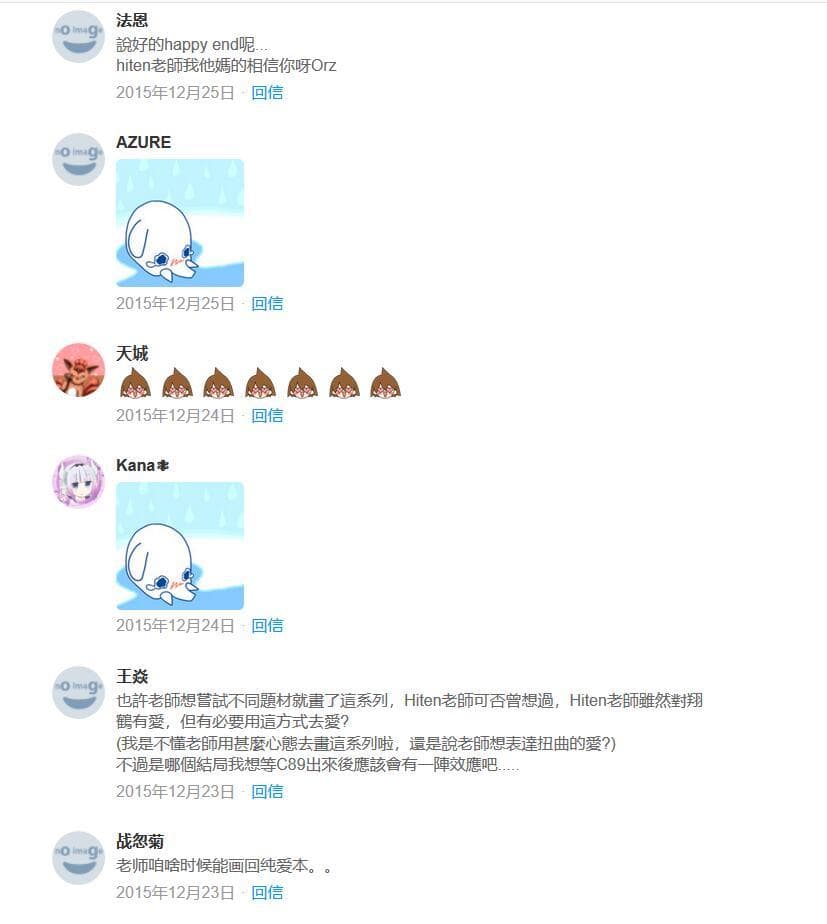 no image
法恩
說好的happy end呢...
hiten老師我他媽的相信你呀Orz
2015年12月25日 · 回信
no image
AZURE
2015年12月25日 · 回信
天城
2015年12月24日 · 回信
Kana
2015年12月24日 · 回信
no image
王焱
也許老師想嘗試不同題材就畫了這系列，Hiten老師可否曾想過，Hiten老師雖然對翔
鶴有愛，但有必要用這方式去愛?
(我是不懂老師用甚麼心態去畫這系列啦，還是說老師想表達扭曲的愛?)
不過是哪個結局我想等C89出來後應該會有一陣效應吧.....
2015年12月23日 · 回信
no image
战忽菊
老师咱啥时候能画回纯爱本。。
2015年12月23日 · 回信